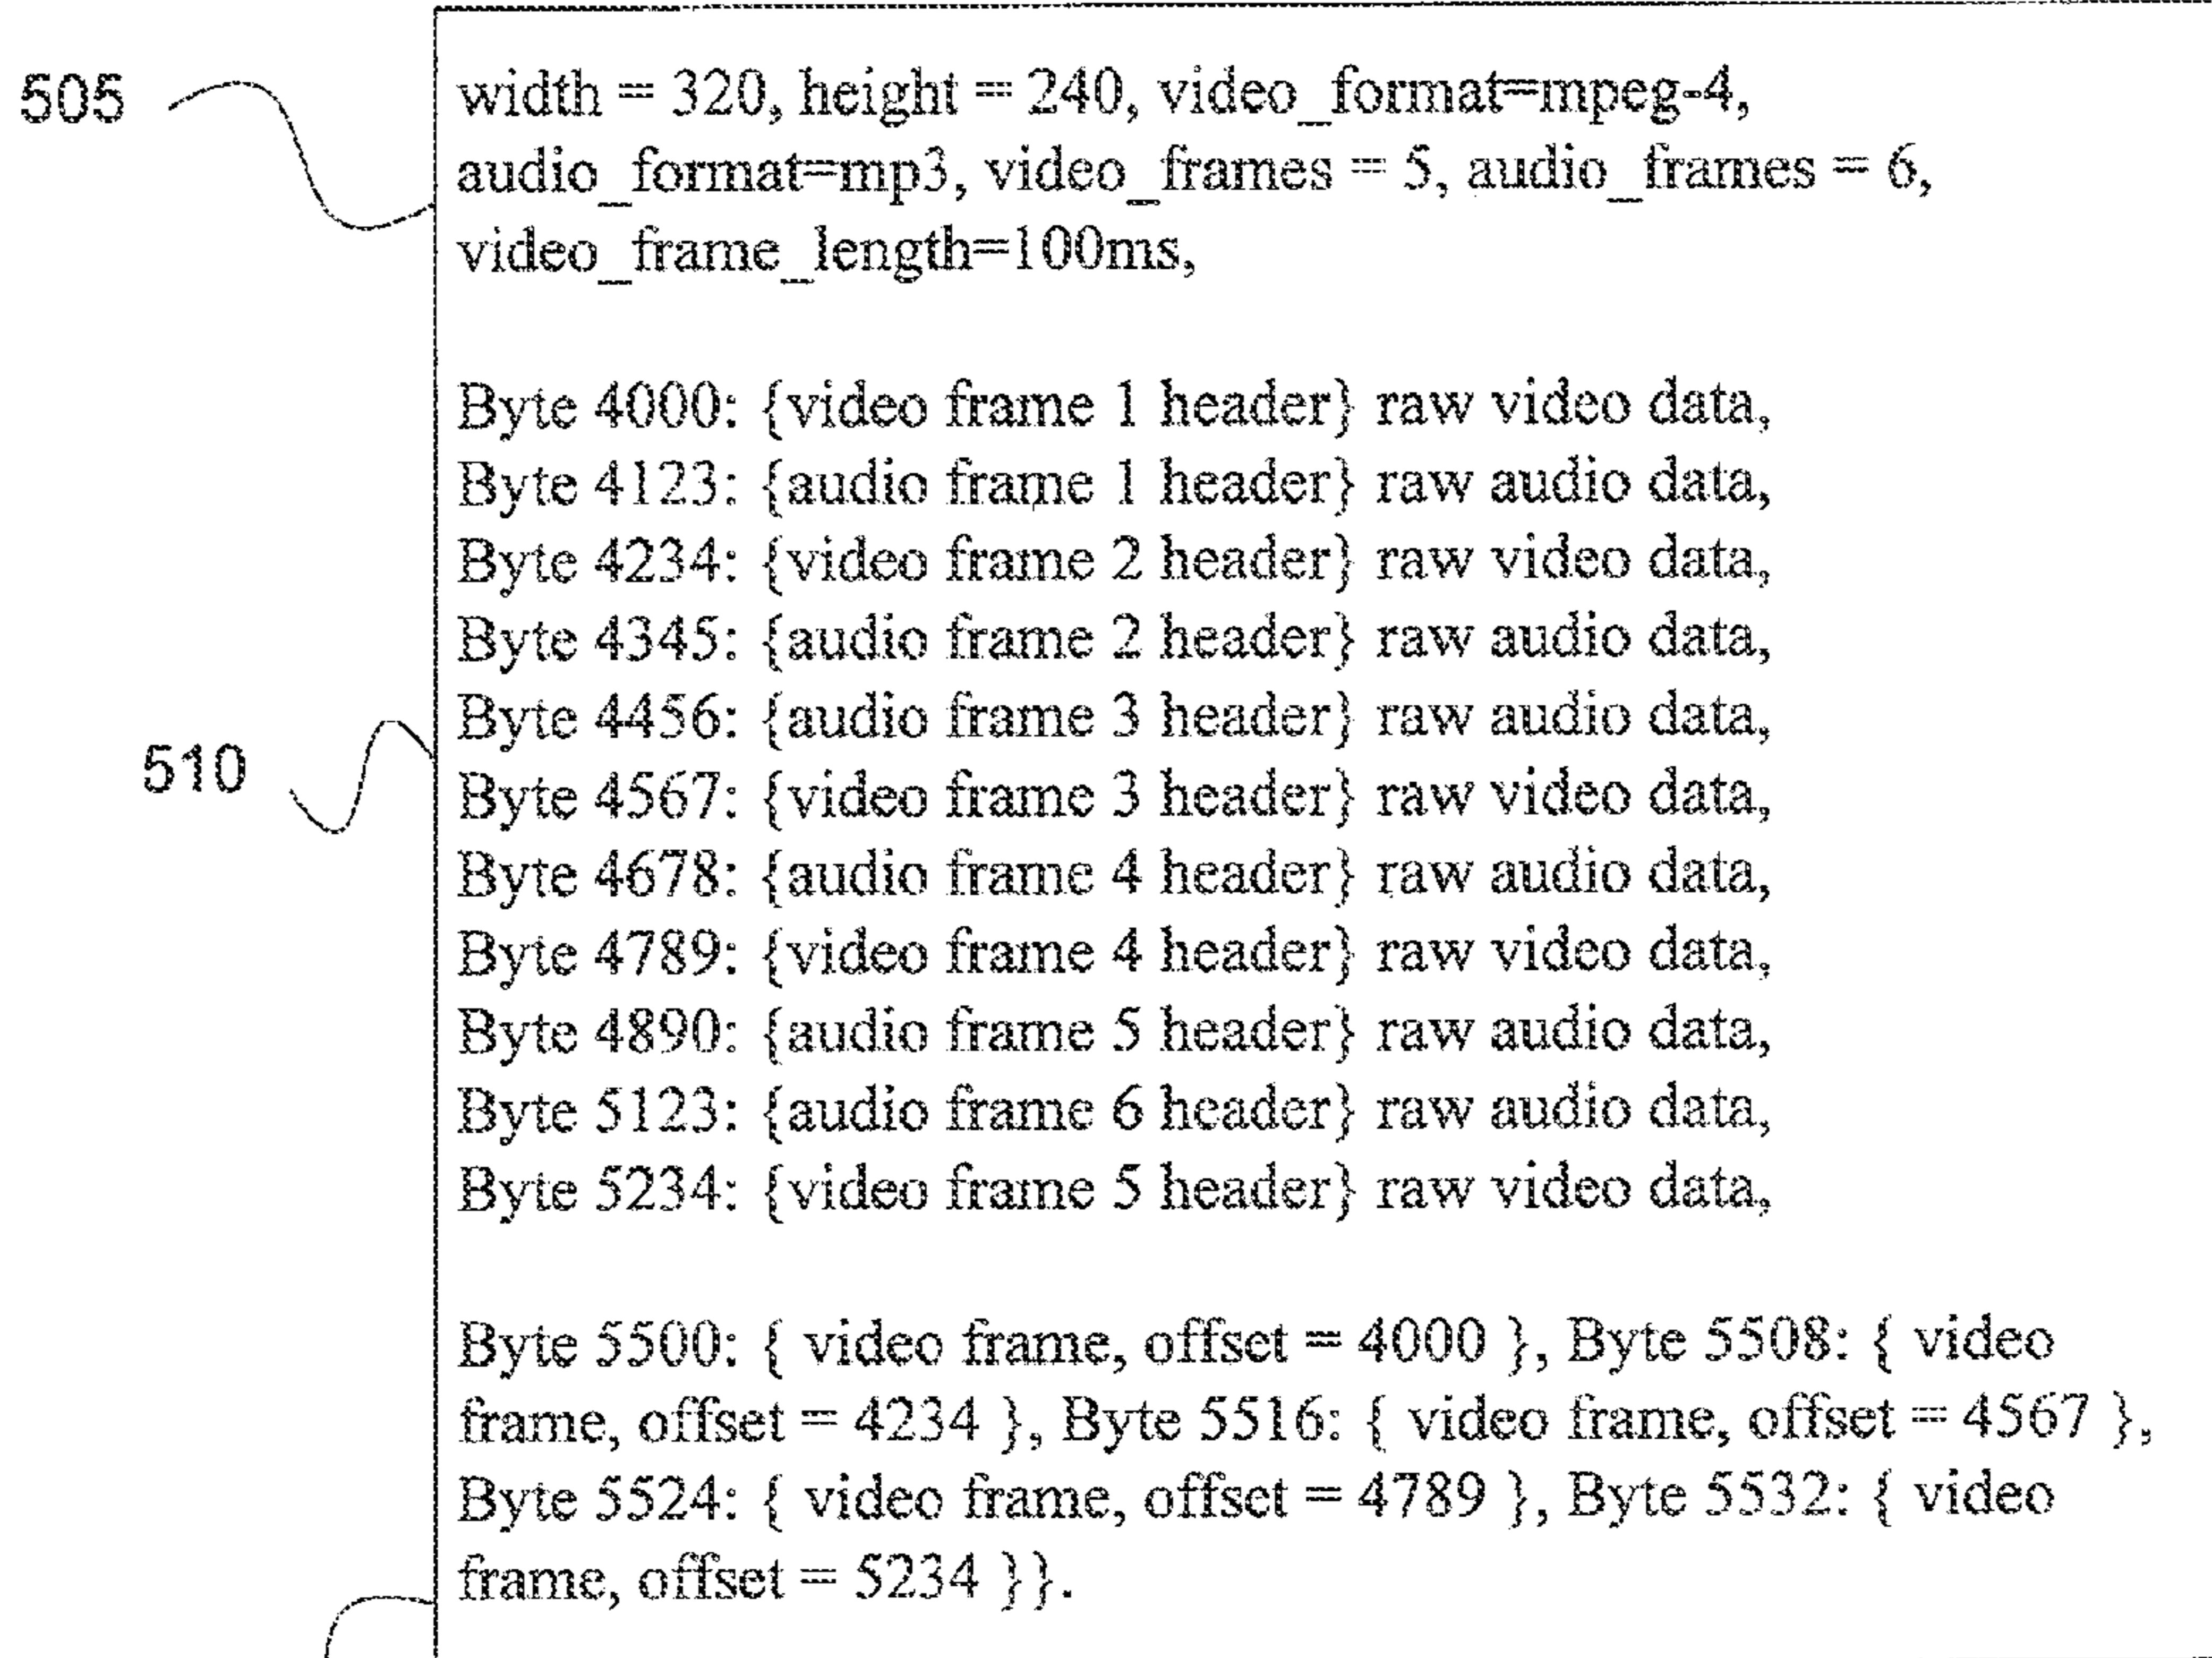 505
width = 320, height = 240, video_format=mpeg-4,
audio_format=mp3, video_frames = 5, audio_frames = 6,
video_frame_length=100ms,
Byte 4000: {video frame 1 header} raw video data,
Byte 4123: {audio frame 1 header} raw audio data,
Byte 4234: {video frame 2 header} raw video data,
Byte 4345: {audio frame 2 header} raw audio data,
Byte 4456: {audio frame 3 header} raw audio data,
510
Byte 4567: {video frame 3 header} raw video data,
Byte 4678: {audio frame 4 header} raw audio data,
Byte 4789: {video frame 4 header} raw video data,
Byte 4890: {audio frame 5 header} raw audio data,
Byte 5123: {audio frame 6 header} raw audio data,
Byte 5234: {video frame 5 header} raw video data,
Byte 5500: { video frame, offset = 4000 }, Byte 5508: { video
frame, offset = 4234 }, Byte 5516: { video frame, offset = 4567 },
Byte 5524: { video frame, offset = 4789 }, Byte 5532: { video
frame, offset = 5234 }}.